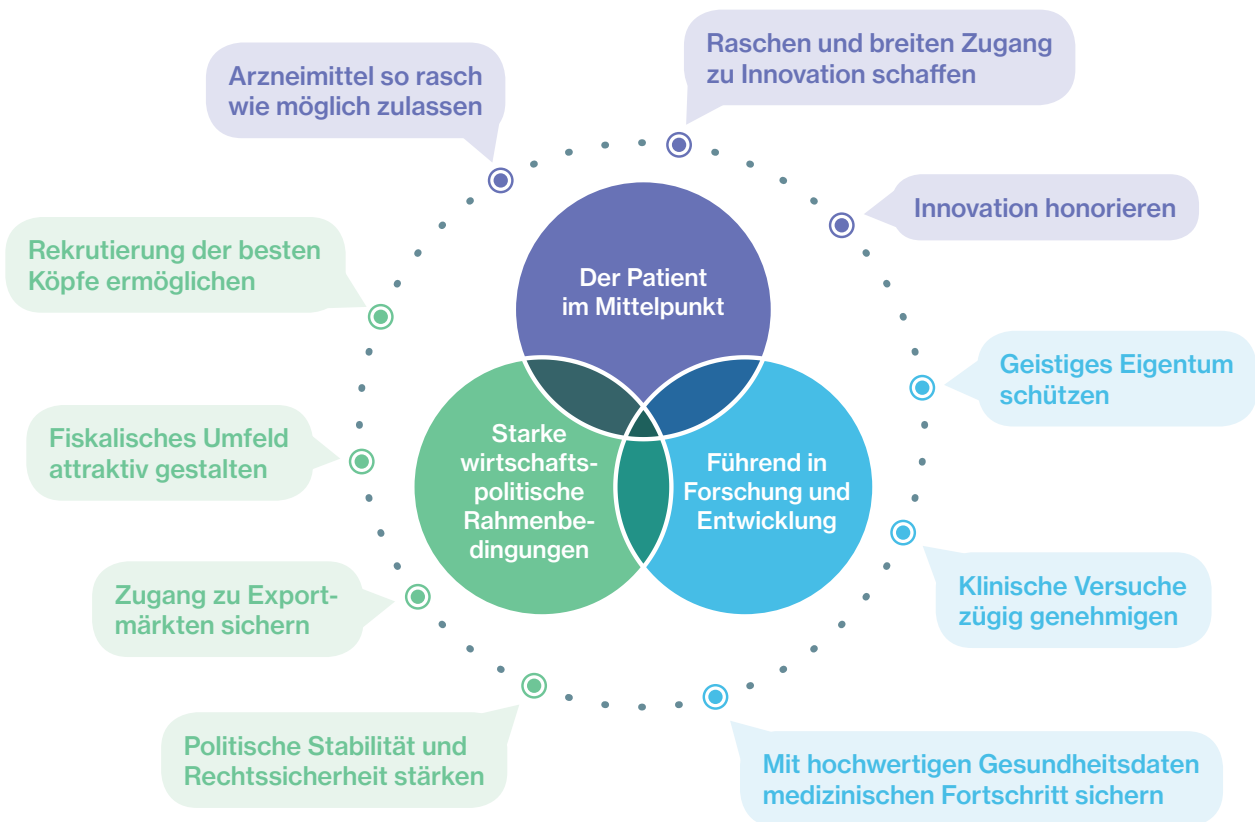 Raschen und breiten Zugang
zu Innovation schaffen
Arzneimittel so rasch
wie möglich zulassen
Innovation honorieren
Rekrutierung der besten
Köpfe ermöglichen
Der Patient
im Mittelpunkt
Geistiges Eigentum
schützen
Fiskalisches Umfeld
attraktiv gestalten
Starke
wirtschafts-
politische
Rahmenbe-
dingungen
Führend in
Forschung und
Entwicklung
Klinische Versuche
zügig genehmigen
Zugang zu Export-
märkten sichern
Politische Stabilität und
Rechtssicherheit stärken
Mit hochwertigen Gesundheitsdaten
medizinischen Fortschritt sichern